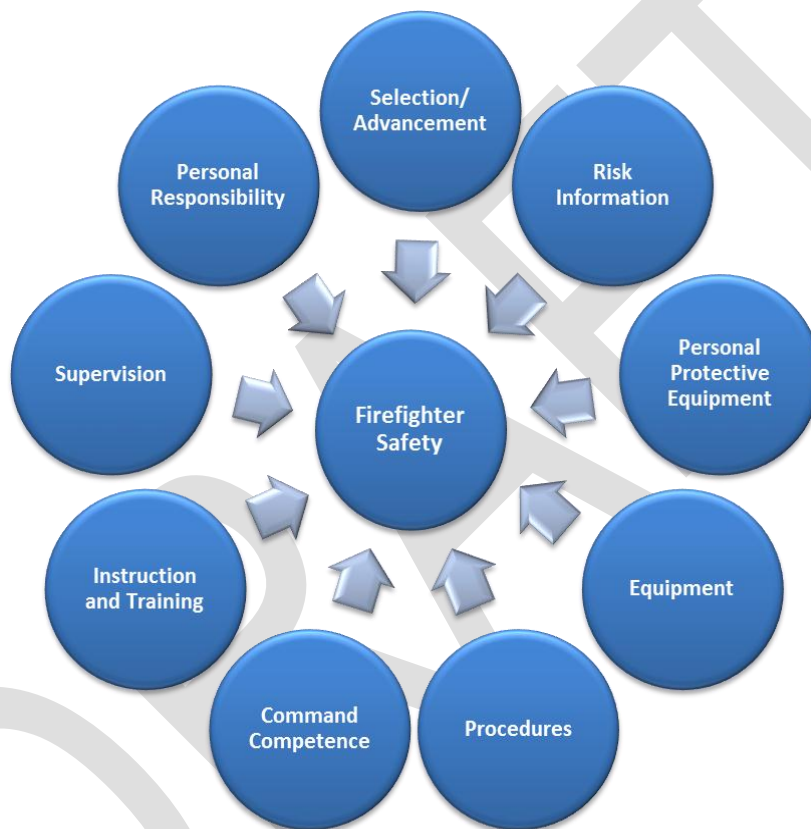 Selection/
Advancement
Risk
Information
Personal
Protective
Equipment
Equipment
Procedures
Command
Competence
Instruction
and Training
Supervision
Personal
Responsibility
Firefighter
Safety
DRAFT